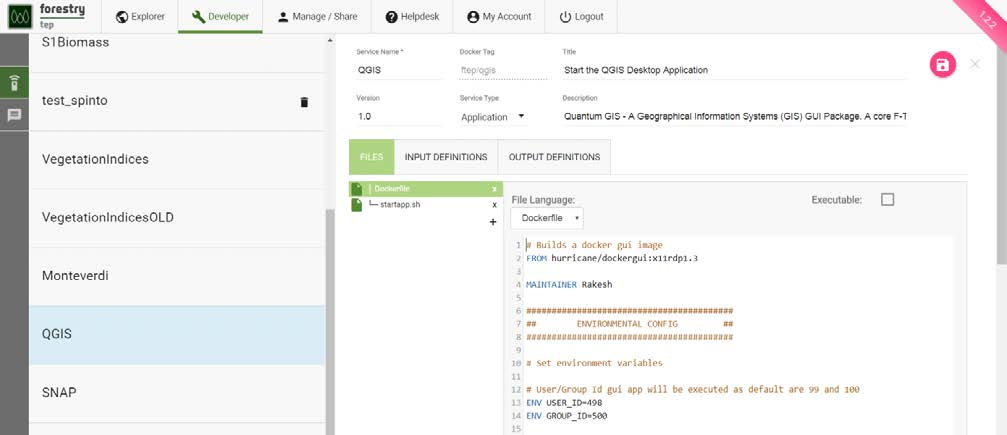 forestry
tep
Explorer
Developer
Manage / Share
Helpdesk
My Account
Logout
1.2.2
S1Biomass
test_spinto
VegetationIndices
VegetationIndicesOLD
Monteverdi
QGIS
SNAP
Service Name *
Docker Tag
Title
QGIS
ftep/qgis
Start the QGIS Desktop Application
Version
Service Type
Description
1.0
Application
Quantum GIS - A Geographical Information Systems (GIS) GUI Package. A core F-T
FILES
INPUT DEFINITIONS
OUTPUT DEFINITIONS
Dockerfile x
startapp.sh x
+
File Language:
Executable:
Dockerfile
1 # Builds a docker gui image
2 FROM hurricane/dockergui:x11rdp1.3
3
4 MAINTAINER Rakesh
5
6 #########################################
7 ## ENVIRONMENTAL CONFIG ##
8 #########################################
9
10 # Set environment variables
11
12 # User/Group Id gui app will be executed as default are 99 and 100
13 ENV USER_ID=498
14 ENV GROUP_ID=500
15